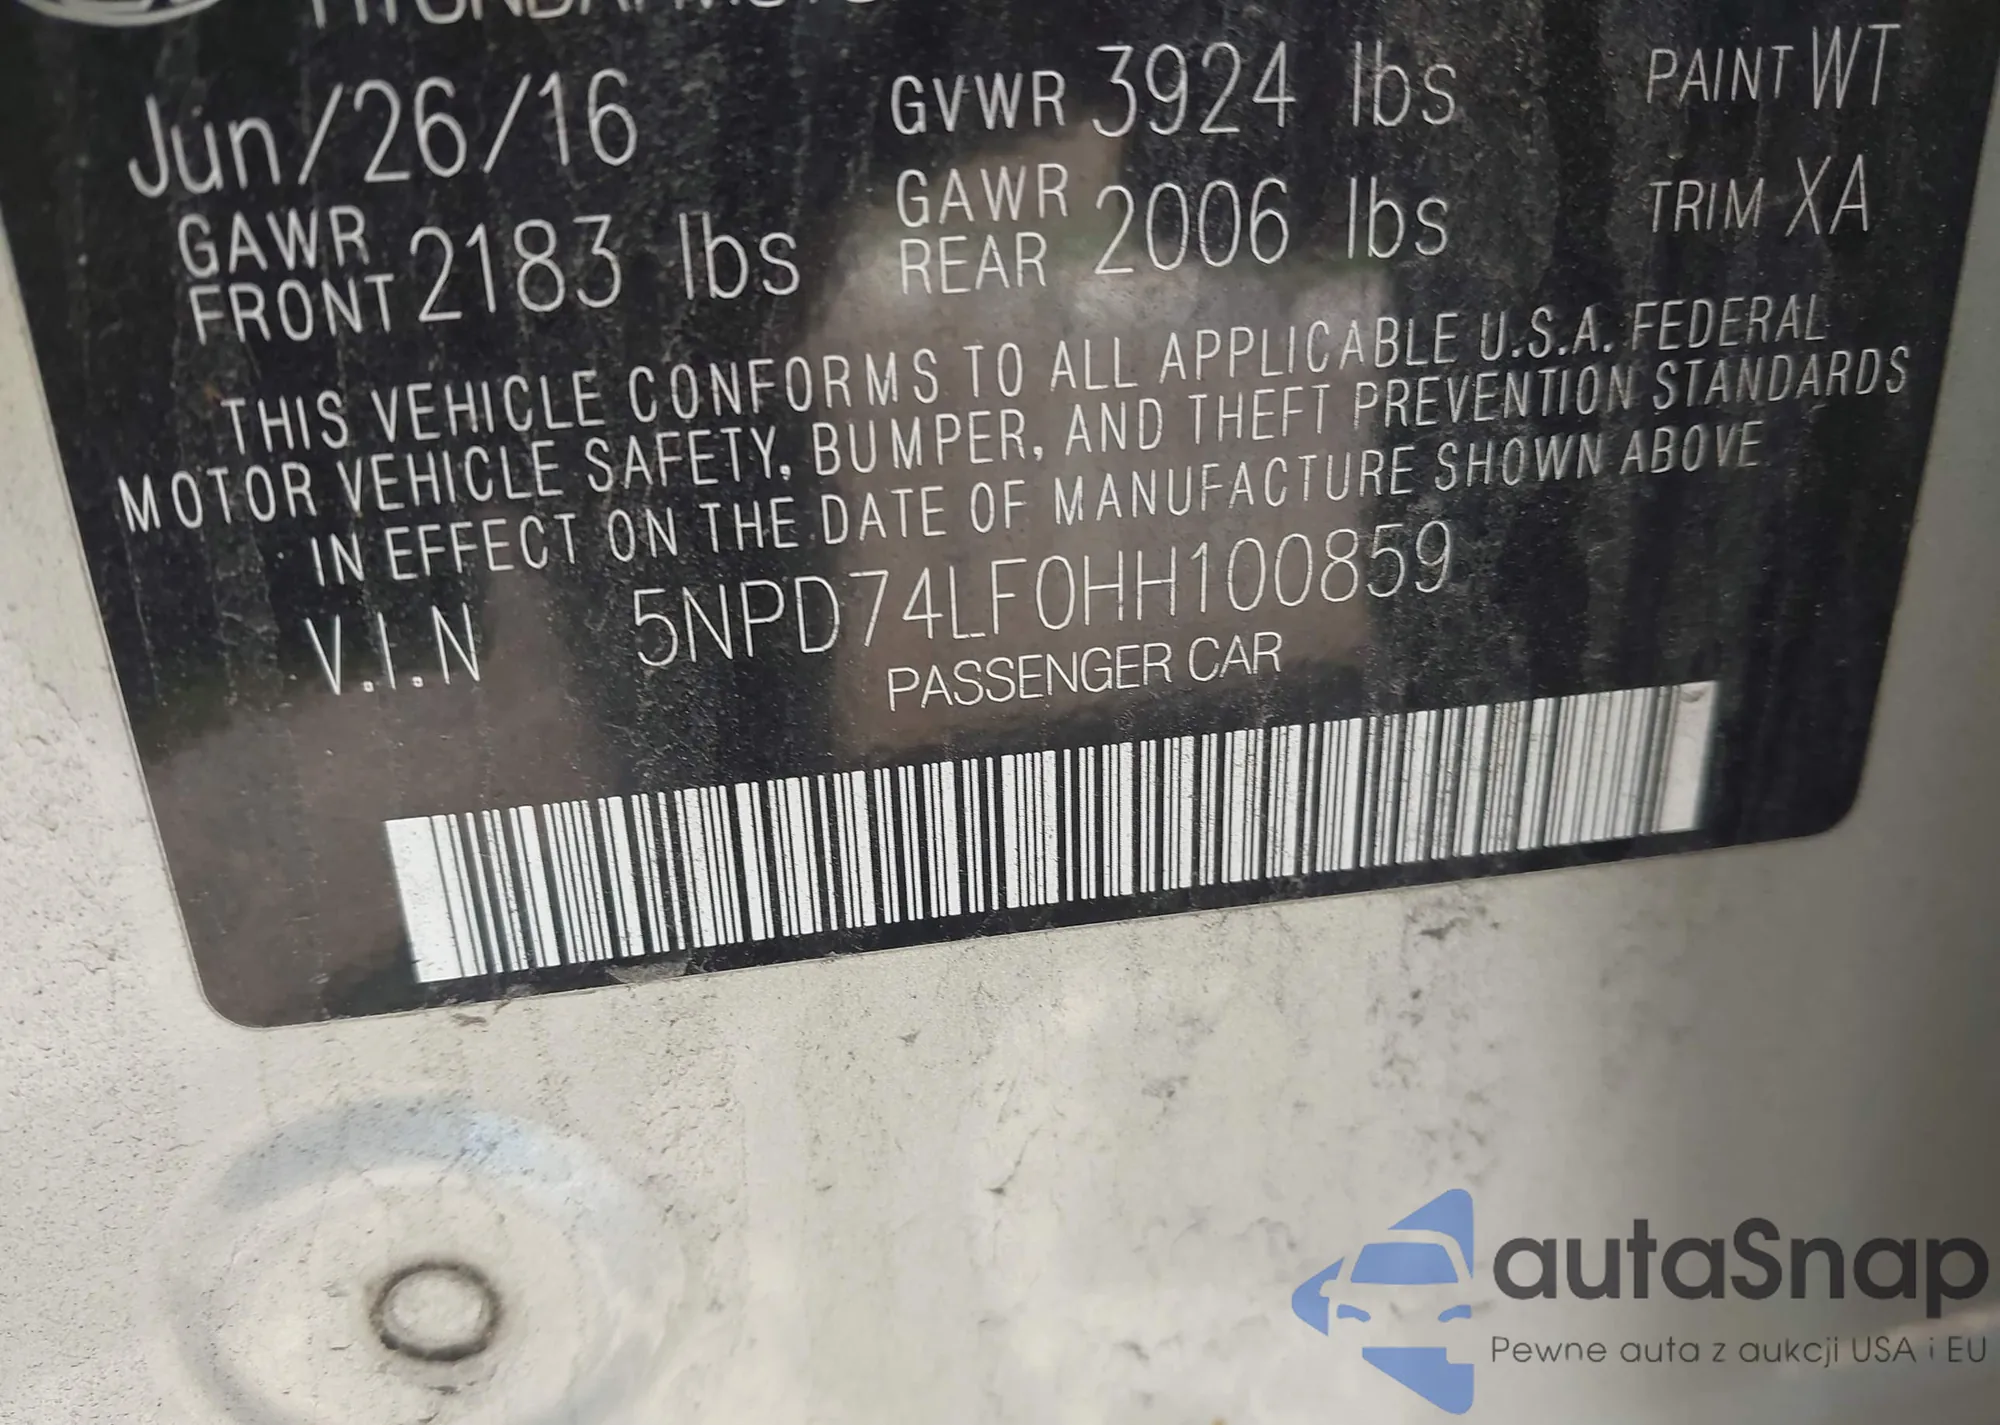 HYUNDAI MOTO
Jun/26/16 GVWR 3924 lbs PAINT WT
GAWR FRONT 2183 lbs GAWR REAR 2006 lbs TRIM XA
THIS VEHICLE CONFORMS TO ALL APPLICABLE U.S.A. FEDERAL
MOTOR VEHICLE SAFETY, BUMPER, AND THEFT PREVENTION STANDARDS
IN EFFECT ON THE DATE OF MANUFACTURE SHOWN ABOVE
V.I.N 5NPD74LF0HH100859
PASSENGER CAR
autaSnap
Pewne auta z aukcji USA i EU